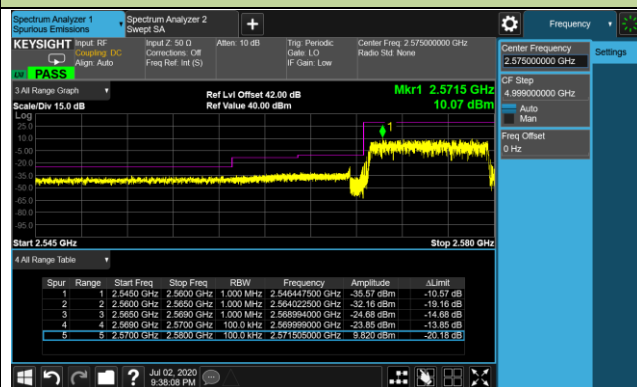 Spectrum Analyzer 1
Spurious Emissions
Spectrum Analyzer 2
Swept SA
Frequency
KEYSIGHT
Input: RF
Coupling: DC
Align: Auto
Input Z: 50 Ω
Corrections: Off
Freq Ref: Int (S)
Atten: 10 dB
Trig: Periodic
Gate: LO
IF Gain: Low
Center Freq: 2.575000000 GHz
Radio Std: None
PASS
Center Frequency
2.575000000 GHz
Settings
CF Step
4.999000000 GHz
Auto
Man
Freq Offset
0 Hz
3 All Range Graph
Scale/Div 15.0 dB
Ref Lvl Offset 42.00 dB
Ref Value 40.00 dBm
Mkr1 2.5715 GHz
10.07 dBm
Log
25.0
10.0
-5.00
-20.0
-35.0
-50.0
-65.0
-80.0
-95.0
1
Start 2.545 GHz
Stop 2.580 GHz
4 All Range Table
Spur Range Start Freq Stop Freq RBW Frequency Amplitude ΔLimit
1 1 2.5450 GHz 2.5600 GHz 1.000 MHz 2.546447500 GHz -35.57 dBm -10.57 dB
2 2 2.5600 GHz 2.5650 GHz 1.000 MHz 2.564022500 GHz -32.16 dBm -19.16 dB
3 3 2.5650 GHz 2.5690 GHz 1.000 MHz 2.568994000 GHz -24.68 dBm -14.68 dB
4 4 2.5690 GHz 2.5700 GHz 100.0 kHz 2.569999000 GHz -23.85 dBm -13.85 dB
5 5 2.5700 GHz 2.5800 GHz 100.0 kHz 2.571505000 GHz 9.820 dBm -20.18 dB
Jul 02, 2020
9:38:08 PM